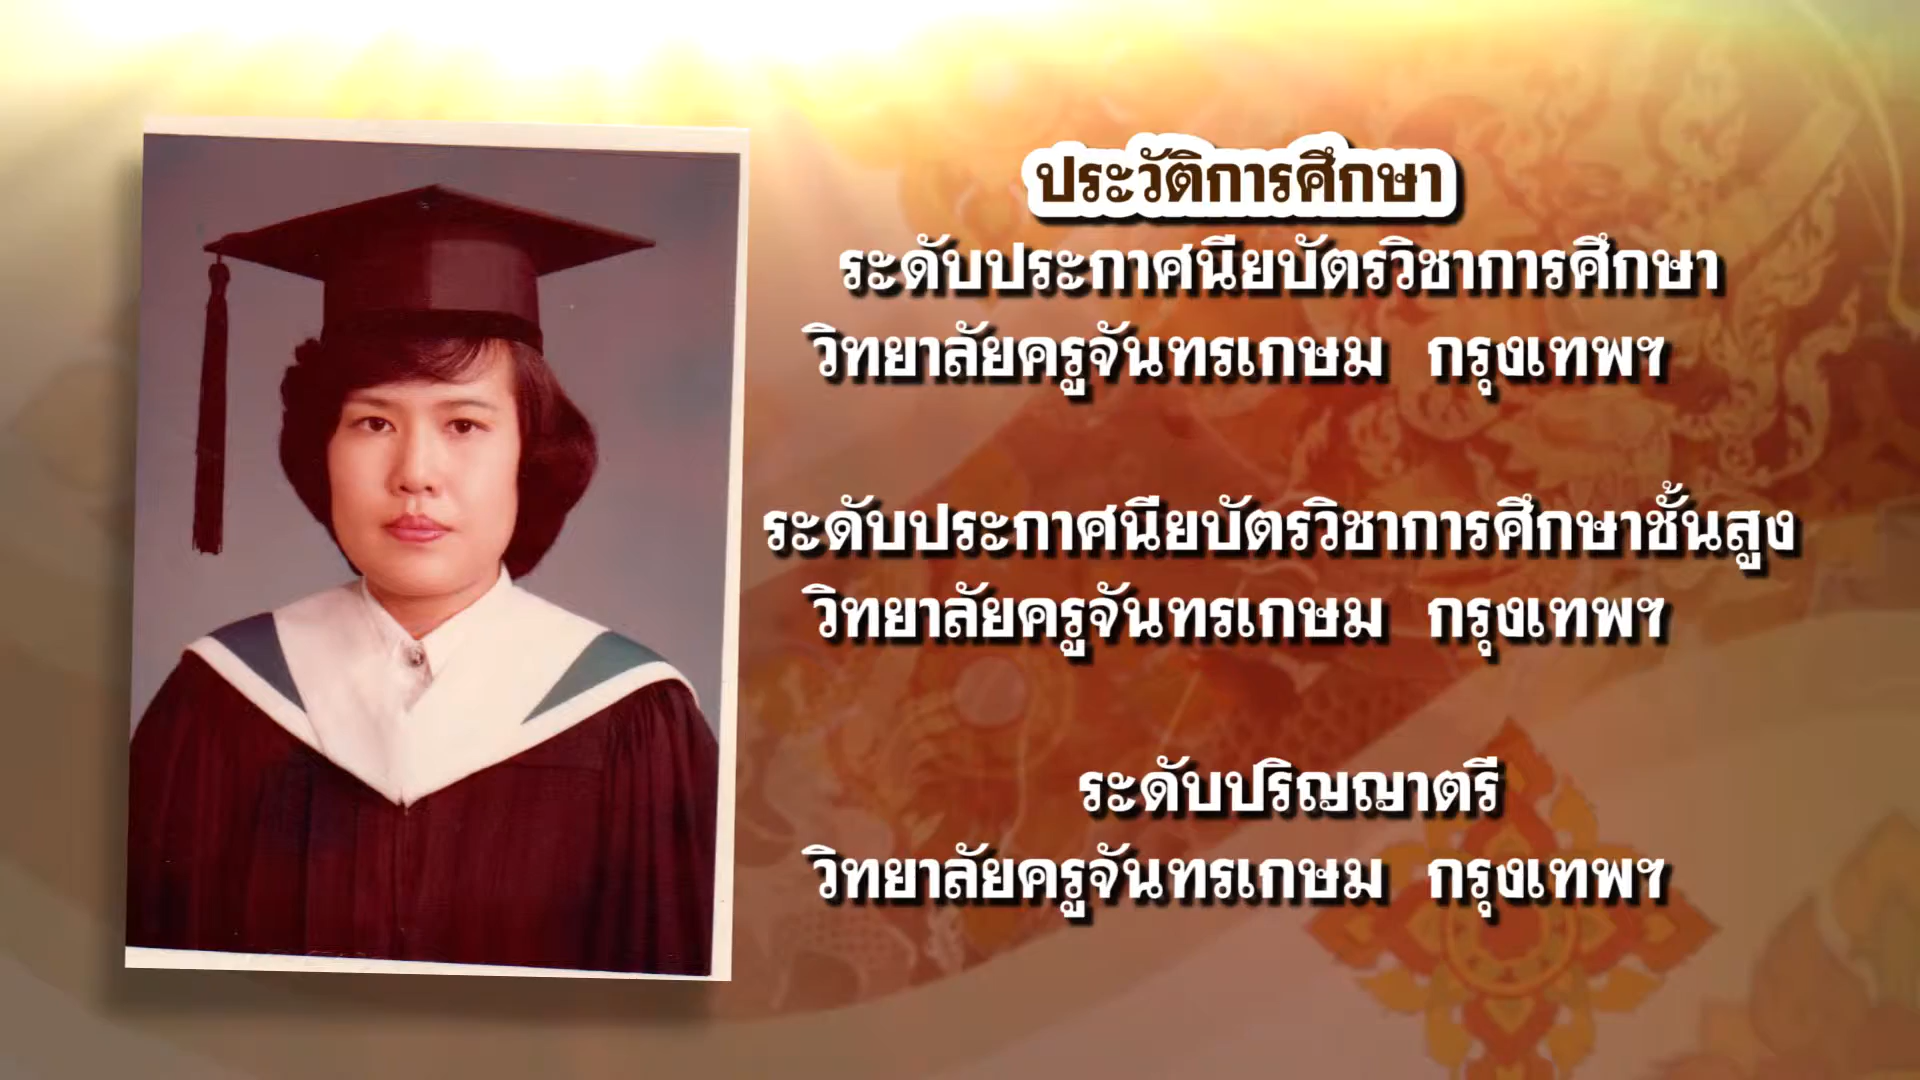 ประวัติการศึกษา
ระดับประกาศนียบัตรวิชาการศึกษา
วิทยาลัยครูจันทรเกษม กรุงเทพฯ
ระดับประกาศนียบัตรวิชาการศึกษาชั้นสูง
วิทยาลัยครูจันทรเกษม กรุงเทพฯ
ระดับปริญญาตรี
วิทยาลัยครูจันทรเกษม กรุงเทพฯ